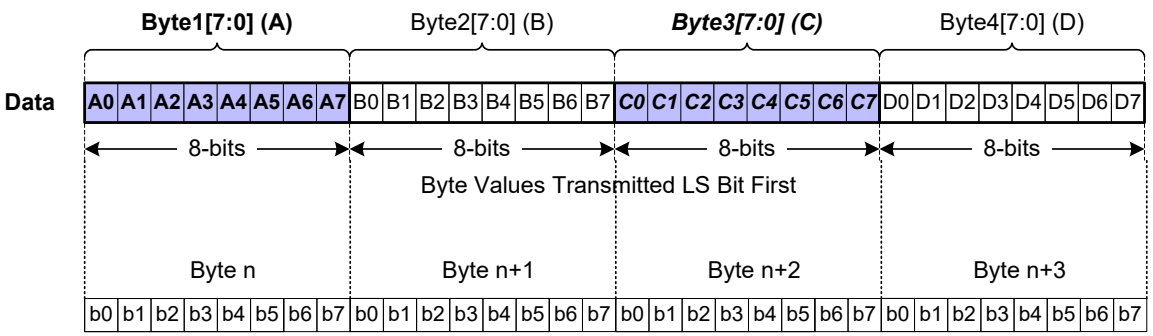 Byte1[7:0] (A) Byte2[7:0] (B) Byte3[7:0] (C) Byte4[7:0] (D)
Data A0 A1 A2 A3 A4 A5 A6 A7 B0 B1 B2 B3 B4 B5 B6 B7 C0 C1 C2 C3 C4 C5 C6 C7 D0 D1 D2 D3 D4 D5 D6 D7
8-bits 8-bits 8-bits 8-bits
Byte Values Transmitted LS Bit First
Byte n Byte n+1 Byte n+2 Byte n+3
b0 b1 b2 b3 b4 b5 b6 b7 b0 b1 b2 b3 b4 b5 b6 b7 b0 b1 b2 b3 b4 b5 b6 b7 b0 b1 b2 b3 b4 b5 b6 b7